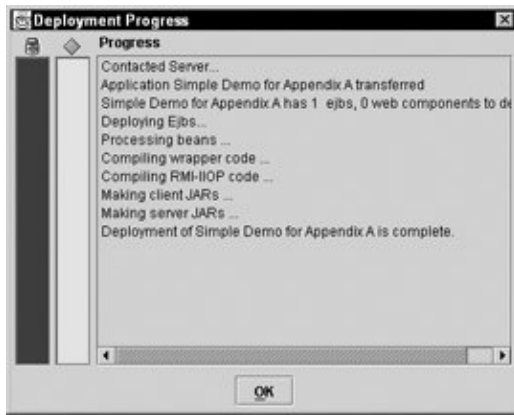 Deployment Progress
Progress
Contacted Server...
Application Simple Demo for Appendix A transferred
Simple Demo for Appendix A has 1 ejbs, 0 web components to de
Deploying Ejbs...
Processing beans ...
Compiling wrapper code ...
Compiling RMI-IIOP code ...
Making client JARs ...
Making server JARs ...
Deployment of Simple Demo for Appendix A is complete.
OK